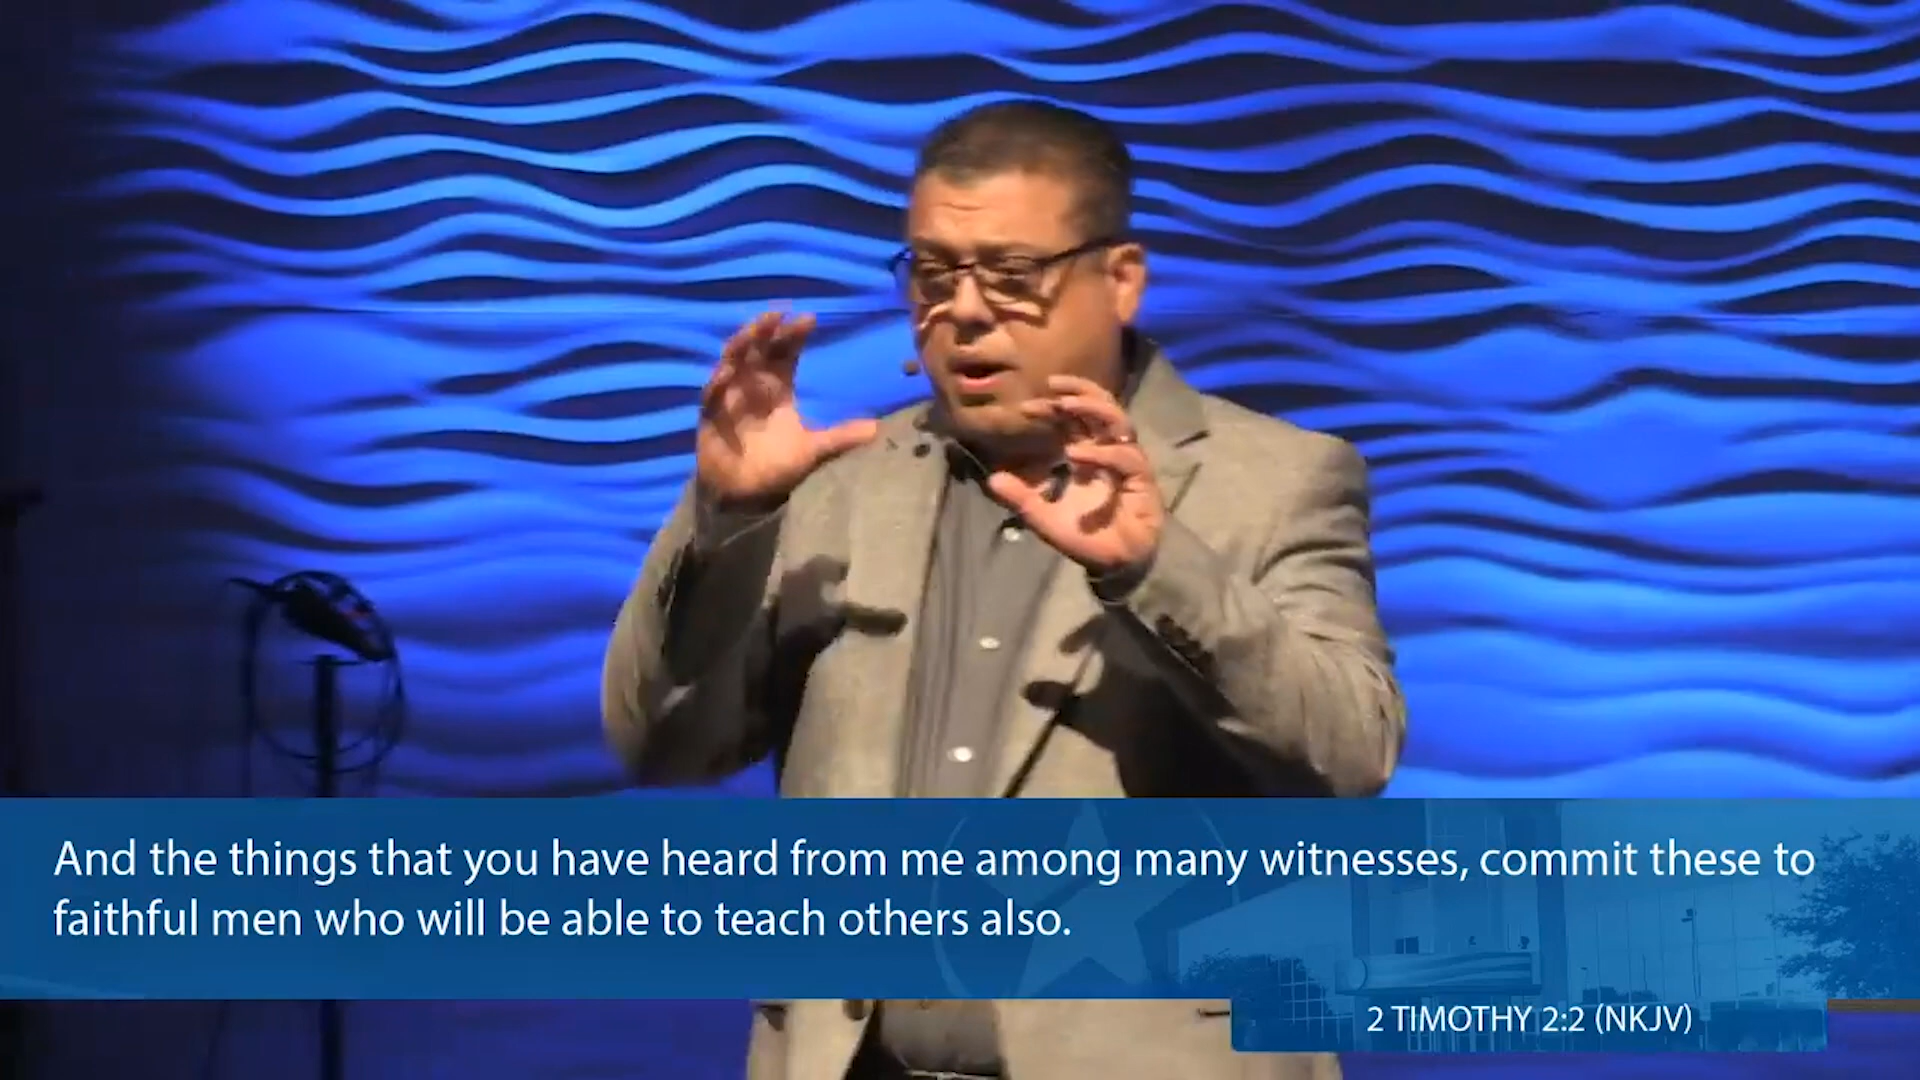 And the things that you have heard from me among many witnesses, commit these to
faithful men who will be able to teach others also.
2 TIMOTHY 2:2 (NKJV)